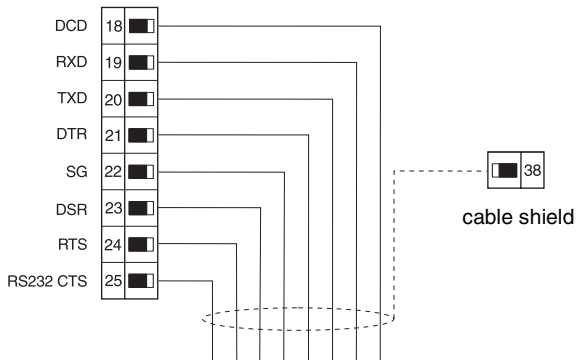 DCD 18
RXD 19
TXD 20
DTR 21
SG 22
DSR 23
RTS 24
RS232 CTS 25
38
cable shield